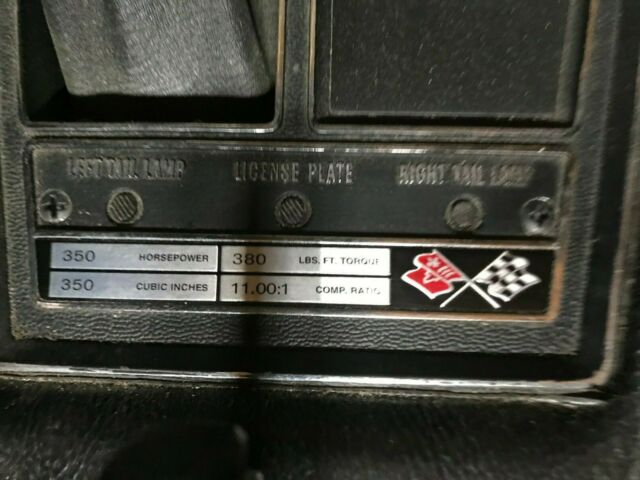 LEFT TAIL LAMP LICENSE PLATE RIGHT TAIL LAMP
350 HORSEPOWER 380 LBS. FT. TORQUE
350 CUBIC INCHES 11.00:1 COMP. RATIO